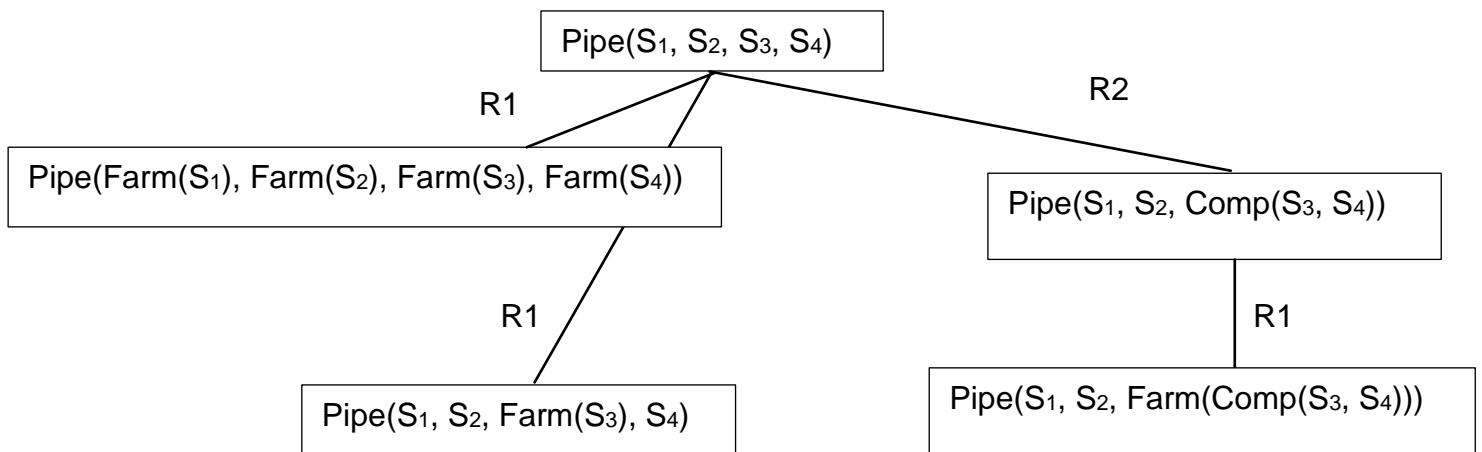 Pipe(S₁, S₂, S₃, S₄)
R1
R2
Pipe(Farm(S₁), Farm(S₂), Farm(S₃), Farm(S₄))
Pipe(S₁, S₂, Comp(S₃, S₄))
R1
R1
Pipe(S₁, S₂, Farm(S₃), S₄)
Pipe(S₁, S₂, Farm(Comp(S₃, S₄)))